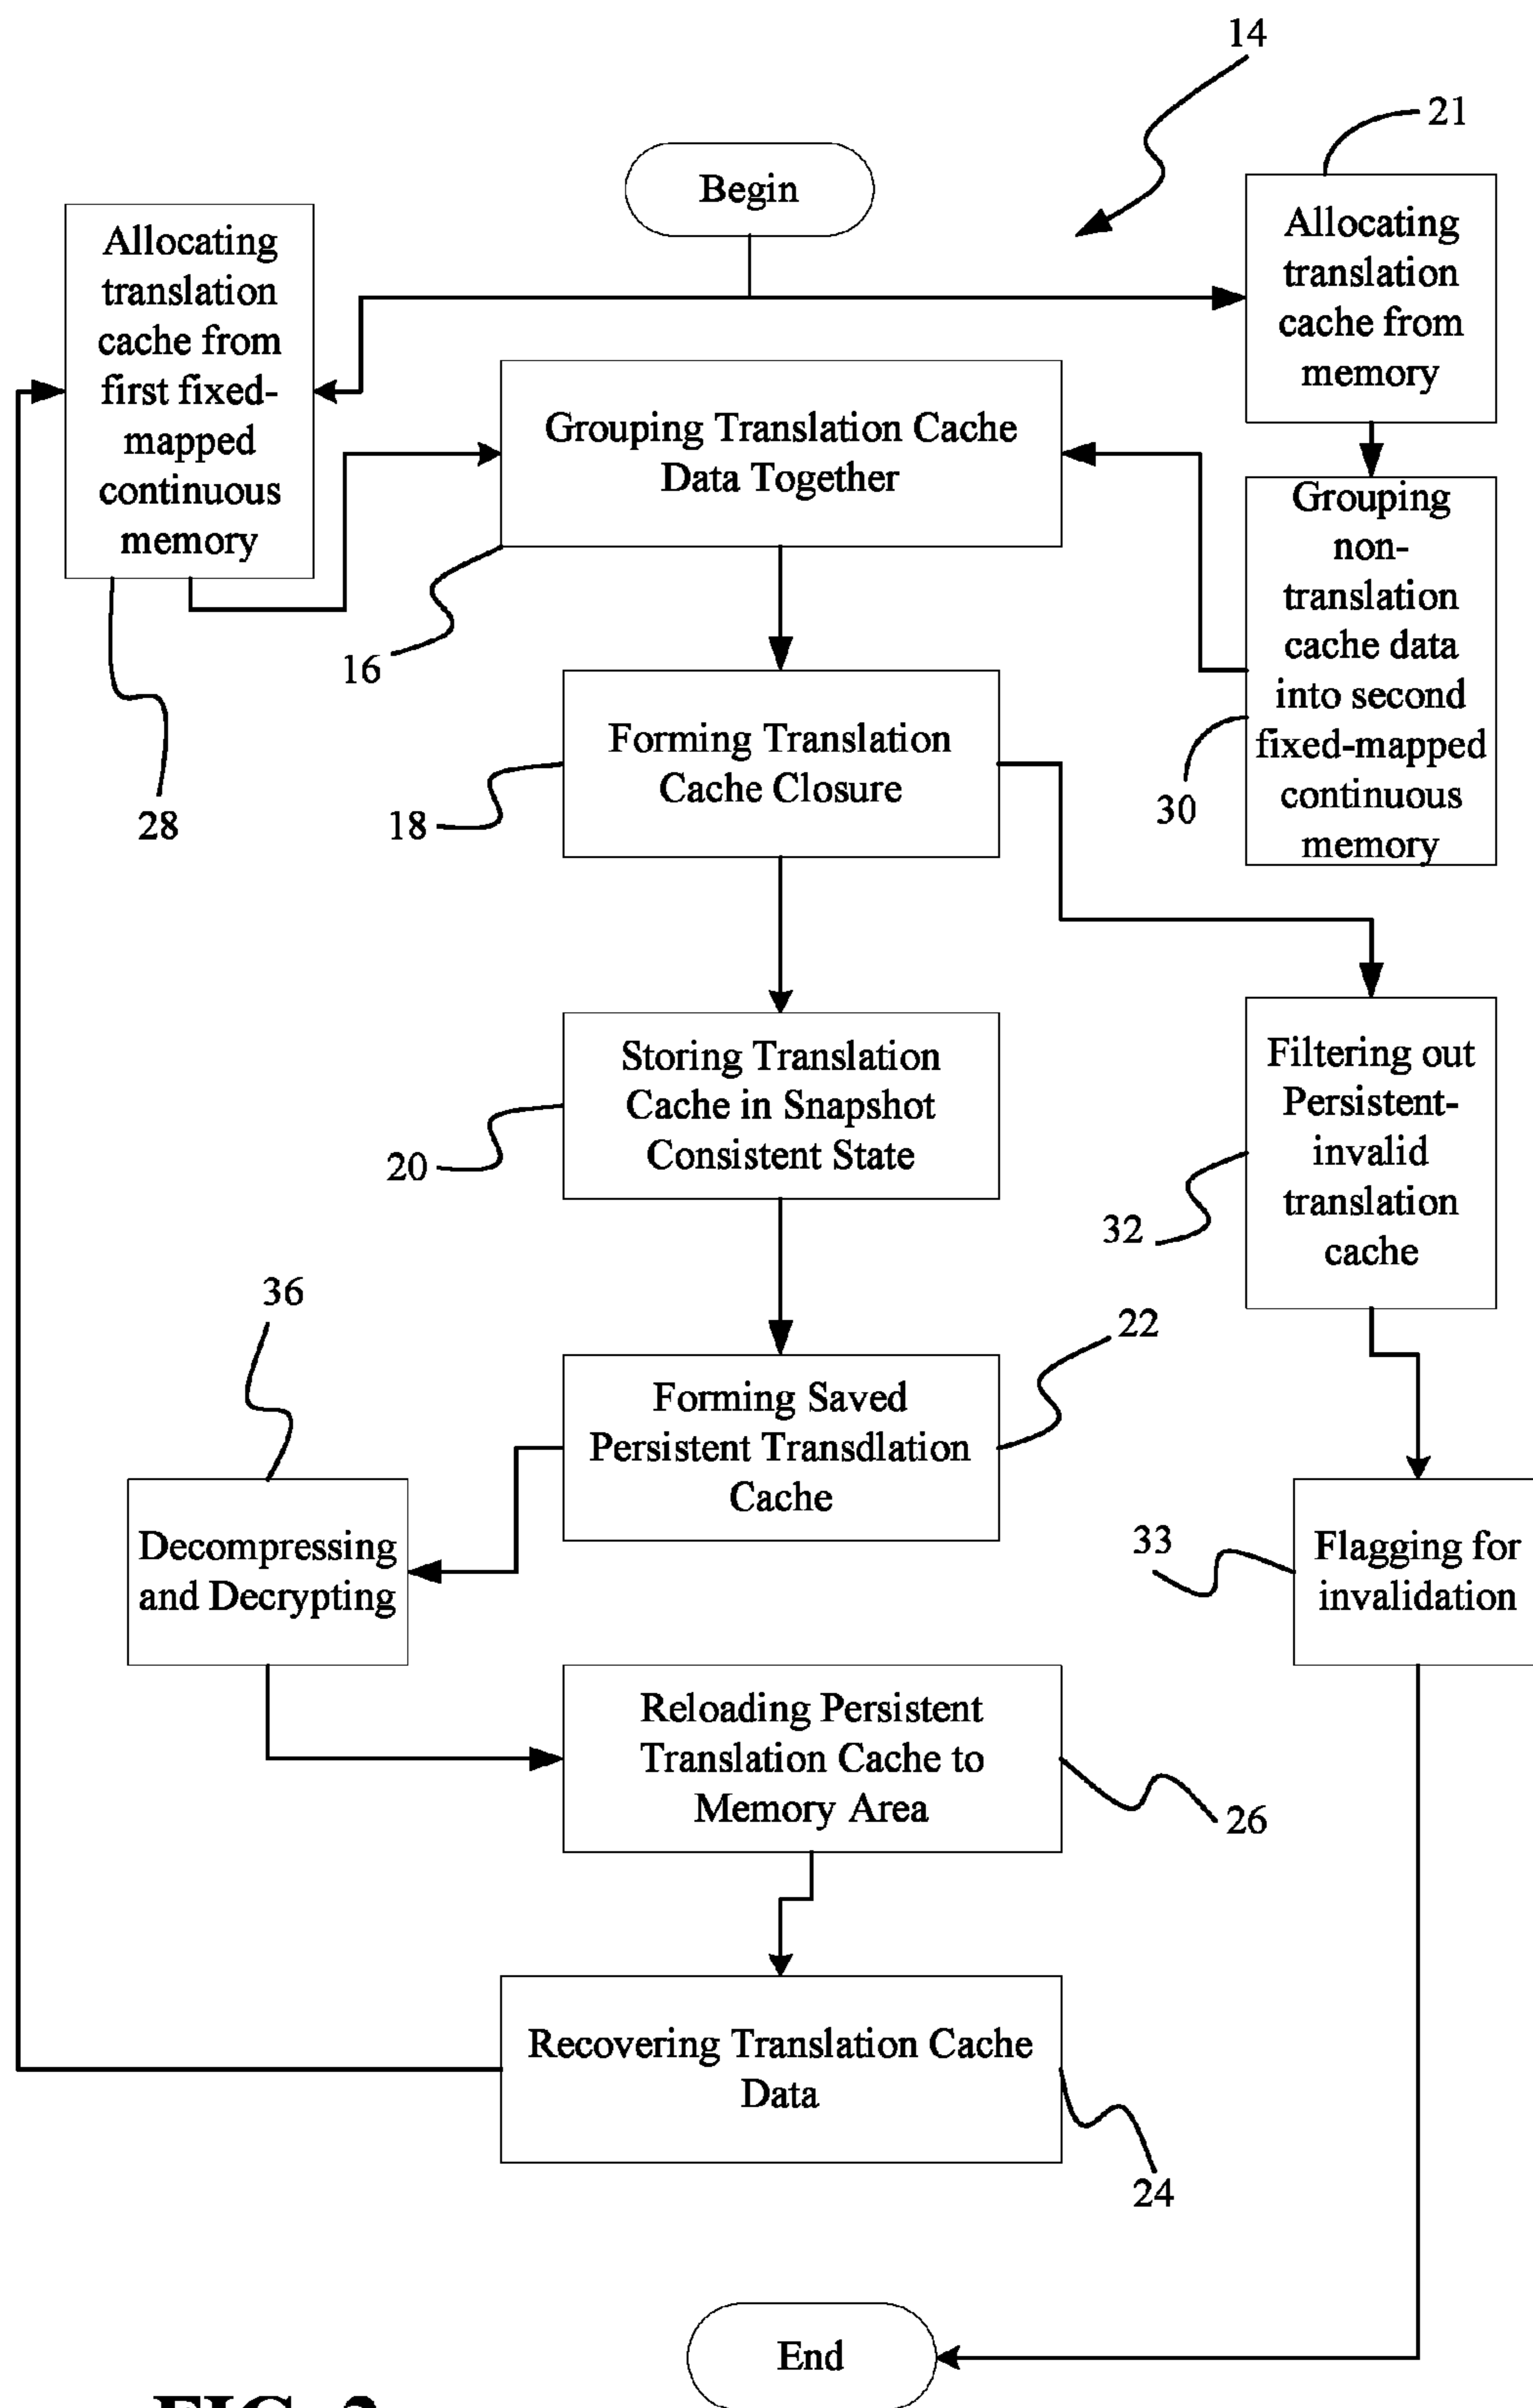 14
21
Begin
Allocating
translation
cache from
memory
Allocating
translation
cache from
first fixed-
mapped
continuous
memory
Grouping Translation Cache
Data Together
Grouping
non-
translation
cache data
into second
fixed-mapped
continuous
memory
16
28
30
Forming Translation
Cache Closure
18
Storing Translation
Cache in Snapshot
Consistent State
20
Filtering out
Persistent-
invalid
translation
cache
32
36
22
Forming Saved
Persistent Transdlation
Cache
Decompressing
and Decrypting
33
Flagging for
invalidation
Reloading Persistent
Translation Cache to
Memory Area
26
Recovering Translation Cache
Data
24
End
FIG. 2